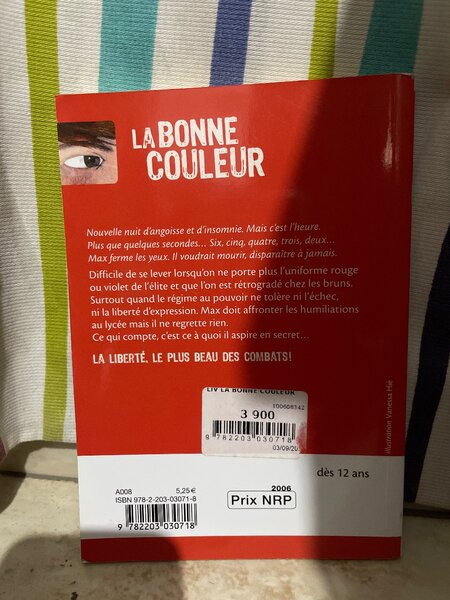 LA BONNE
COULEUR
Nouvelle nuit d'angoisse et d'insomnie. Mais c'est l'heure.
Plus que quelques secondes... Six, cinq, quatre, trois, deux...
Max ferme les yeux. Il voudrait mourir, disparaître à jamais.
Difficile de se lever lorsqu'on ne porte plus l'uniforme rouge
ou violet de l'élite et que l'on est rétrogradé chez les bruns.
Surtout quand le régime au pouvoir ne tolère ni l'échec,
ni la liberté d'expression. Max doit affronter les humiliations
au lycée mais il ne regrette rien.
Ce qui compte, c'est ce à quoi il aspire en secret...
LA LIBERTÉ. LE PLUS BEAU DES COMBATS!
LIV LA BONNE COULEUR
100608342
3 900
9 782203 030718
03/09/20
illustration Vanessa Hié
dès 12 ans
A008 5,25€
ISBN 978-2-203-03071-8
9 782203 030718
2006
Prix NRP